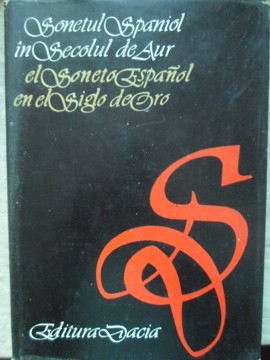 Sonetul Spaniol
in Secolul de Aur
el Soneto Español
en el Siglo de Oro
S
Editura Dacia